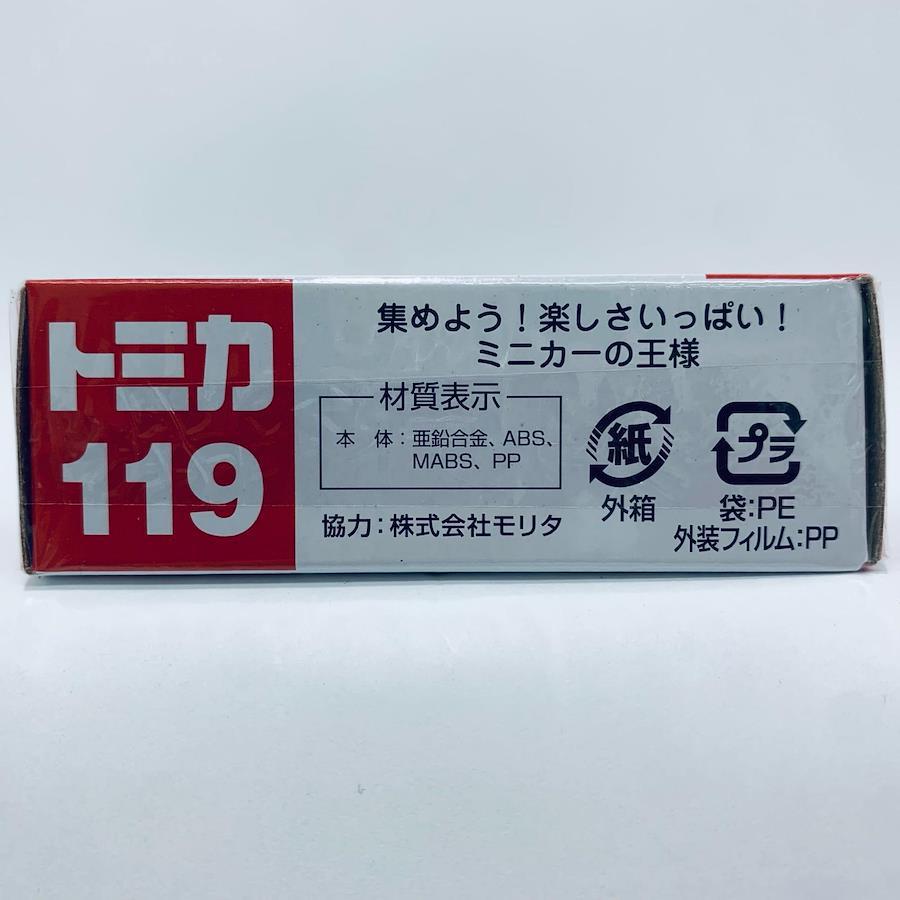 トミカ
119
集めよう!楽しさいっぱい!
ミニカーの王様
材質表示
本 体:亜鉛合金、ABS、
MABS、PP
協力:株式会社モリタ
紙
外箱
プラ
袋:PE
外装フィルム:PP